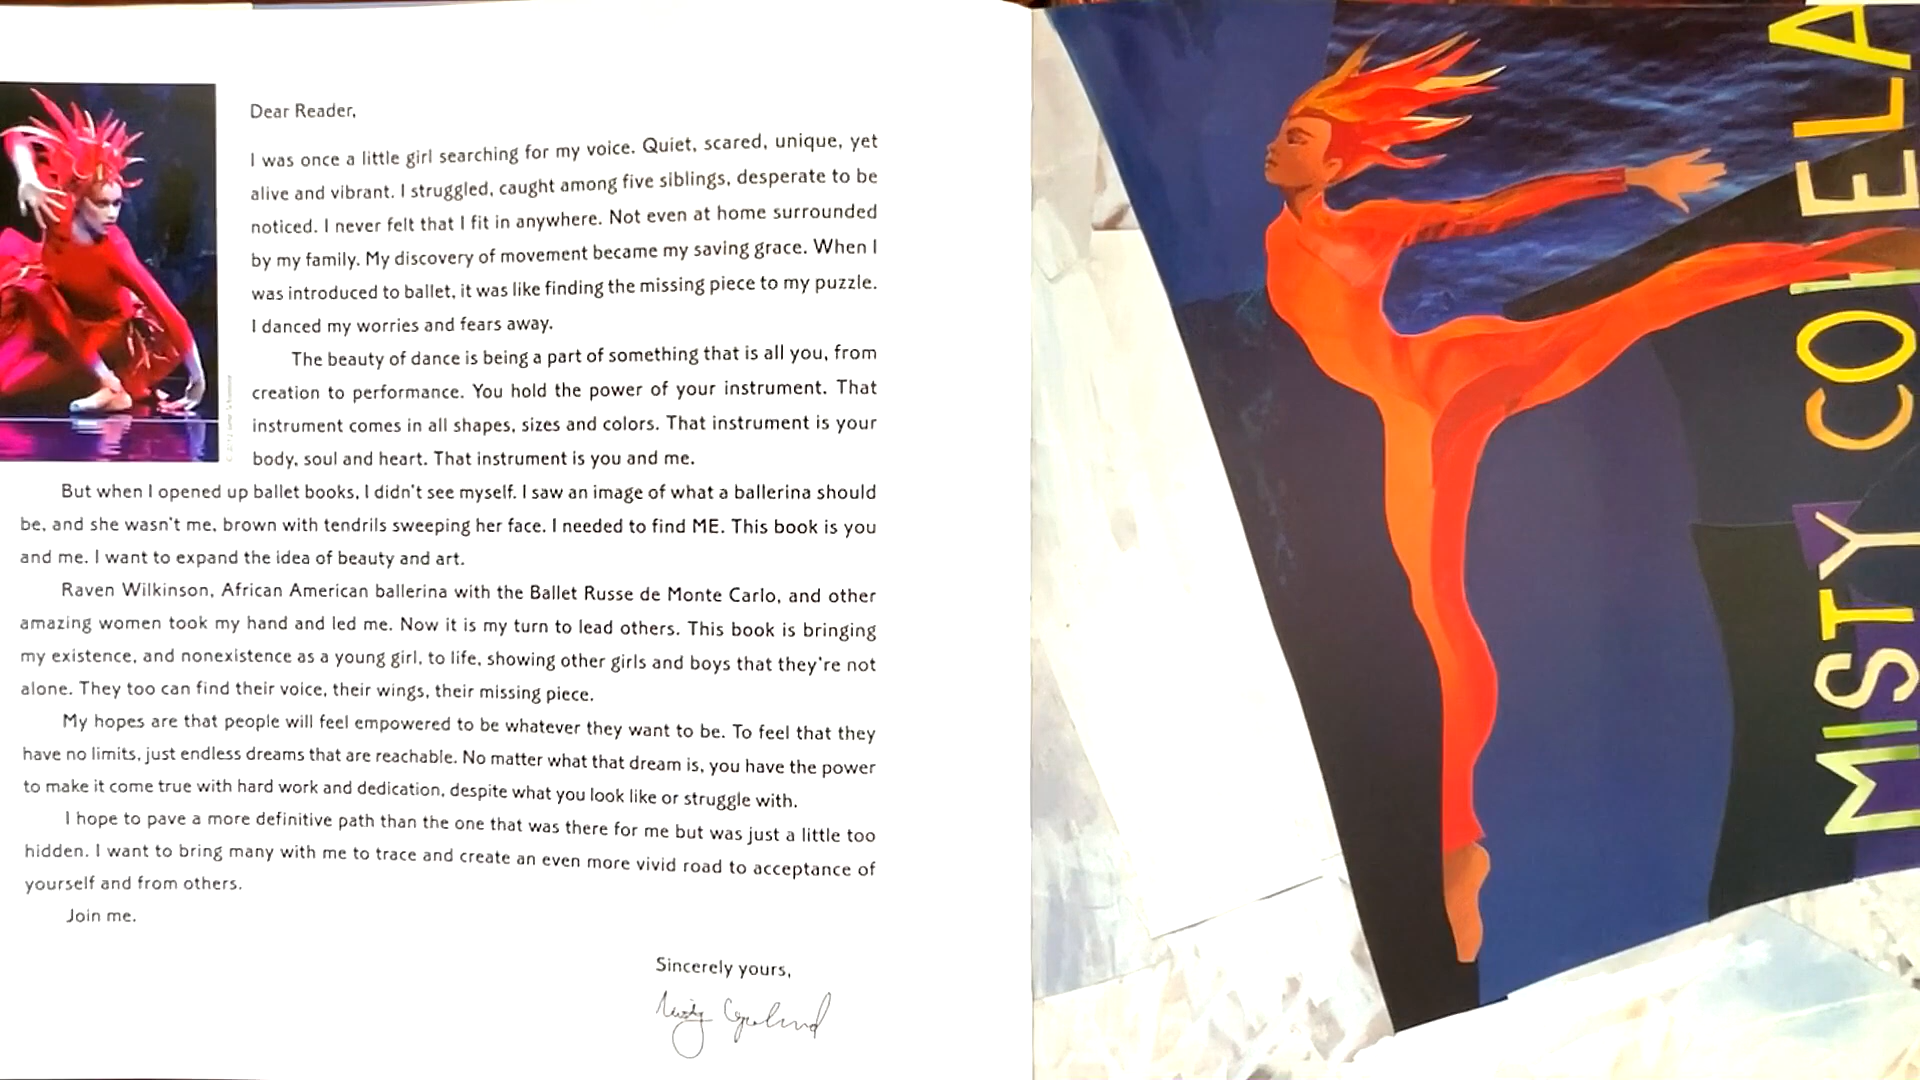 Dear Reader,
I was once a little girl searching for my voice. Quiet, scared, unique, yet
alive and vibrant. I struggled, caught among five siblings, desperate to be
noticed. I never felt that I fit in anywhere. Not even at home surrounded
by my family. My discovery of movement became my saving grace. When I
was introduced to ballet, it was like finding the missing piece to my puzzle.
I danced my worries and fears away.
The beauty of dance is being a part of something that is all you, from
creation to performance. You hold the power of your instrument. That
instrument comes in all shapes, sizes and colors. That instrument is your
body, soul and heart. That instrument is you and me.
But when I opened up ballet books, I didn't see myself. I saw an image of what a ballerina should
be, and she wasn't me, brown with tendrils sweeping her face. I needed to find ME. This book is you
and me. I want to expand the idea of beauty and art.
Raven Wilkinson, African American ballerina with the Ballet Russe de Monte Carlo, and other
amazing women took my hand and led me. Now it is my turn to lead others. This book is bringing
my existence, and nonexistence as a young girl, to life, showing other girls and boys that they're not
alone. They too can find their voice, their wings, their missing piece.
My hopes are that people will feel empowered to be whatever they want to be. To feel that they
have no limits, just endless dreams that are reachable. No matter what that dream is, you have the power
to make it come true with hard work and dedication, despite what you look like or struggle with.
I hope to pave a more definitive path than the one that was there for me but was just a little too
hidden. I want to bring many with me to trace and create an even more vivid road to acceptance of
yourself and from others.
Join me.
Sincerely yours,
Misty Copeland
MISTY COPELA